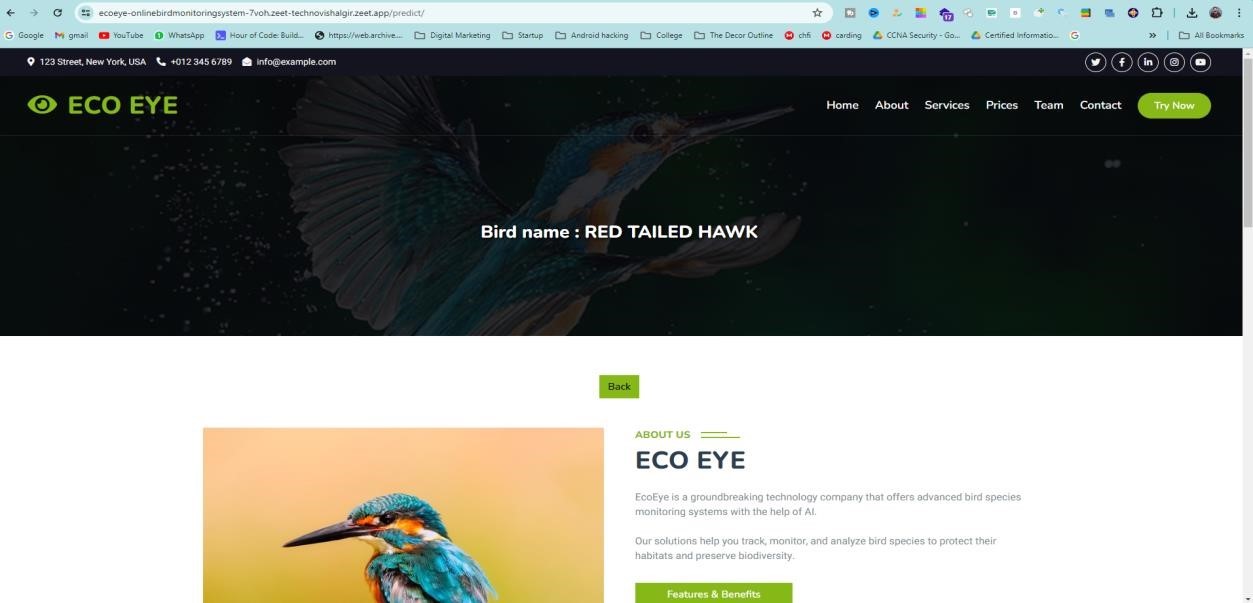 ecoeye-onlinebirdmonitoringsystem-7voh.zeet-technovishalgir.zeet.app/predict/
17
Google gmail YouTube WhatsApp Hour of Code: Build... https://web.archive.... Digital Marketing Startup Android hacking College The Decor Outline chfi carding CCNA Security - Go... Certified Informatio... » All Bookmarks
123 Street, New York, USA +012 345 6789 info@example.com
ECO EYE Home About Services Prices Team Contact Try Now
Bird name : RED TAILED HAWK
Back
ABOUT US
ECO EYE
EcoEye is a groundbreaking technology company that offers advanced bird species
monitoring systems with the help of AI.
Our solutions help you track, monitor, and analyze bird species to protect their
habitats and preserve biodiversity.
Features & Benefits